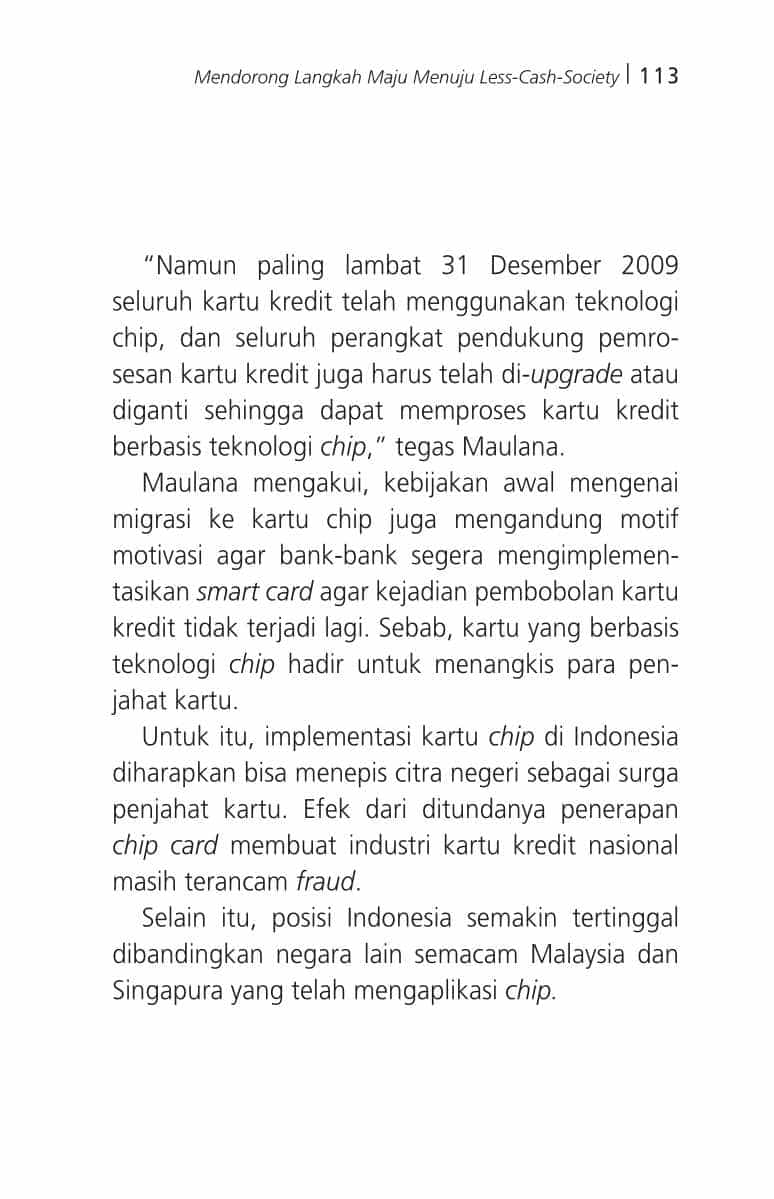 Mendorong Langkah Maju Menuju Less-Cash-Society | 113
“Namun paling lambat 31 Desember 2009
seluruh kartu kredit telah menggunakan teknologi
chip, dan seluruh perangkat pendukung pemro-
sesan kartu kredit juga harus telah di-upgrade atau
diganti sehingga dapat memproses kartu kredit
berbasis teknologi chip,” tegas Maulana.
Maulana mengakui, kebijakan awal mengenai
migrasi ke kartu chip juga mengandung motif
motivasi agar bank-bank segera mengimplemen-
tasikan smart card agar kejadian pembobolan kartu
kredit tidak terjadi lagi. Sebab, kartu yang berbasis
teknologi chip hadir untuk menangkis para pen-
jahat kartu.
Untuk itu, implementasi kartu chip di Indonesia
diharapkan bisa menepis citra negeri sebagai surga
penjahat kartu. Efek dari ditundanya penerapan
chip card membuat industri kartu kredit nasional
masih terancam fraud.
Selain itu, posisi Indonesia semakin tertinggal
dibandingkan negara lain semacam Malaysia dan
Singapura yang telah mengaplikasi chip.